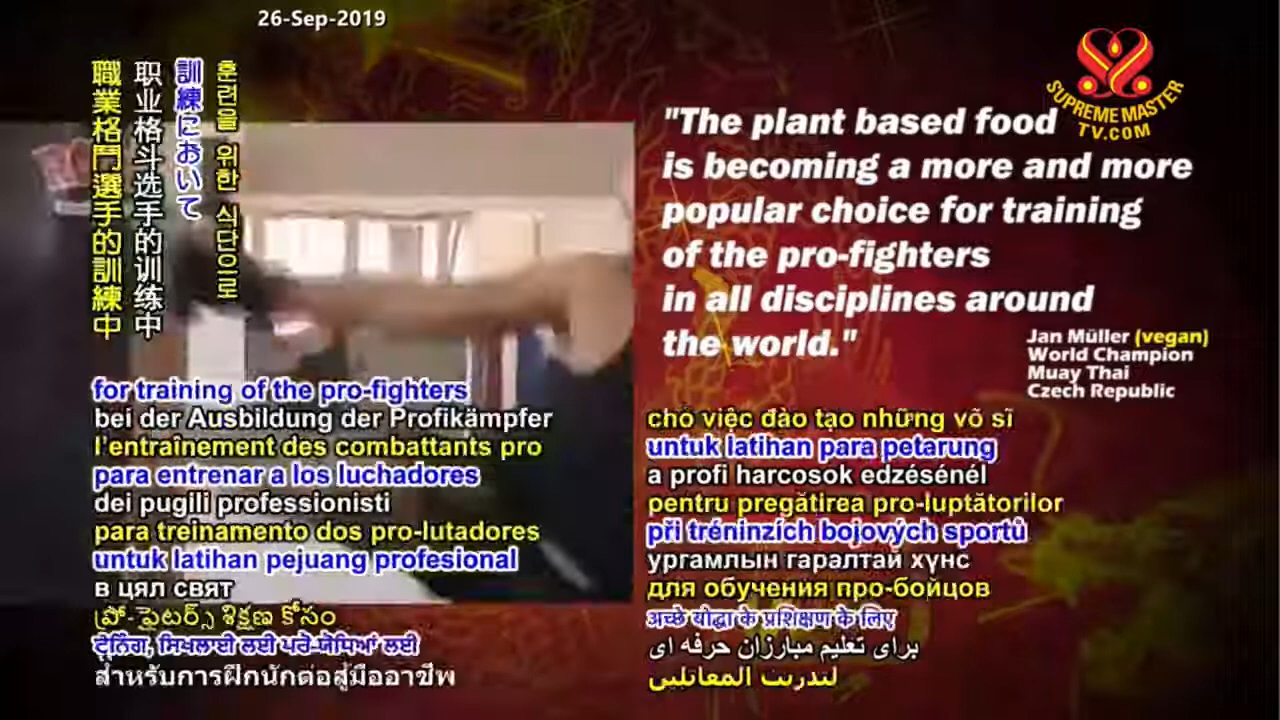 26-Sep-2019
職業格鬥選手的訓練中
职业格斗选手的训练中
訓練において
훈련을 위한 식단으로
SUPREME MASTER
TV.COM
"The plant based food
is becoming a more and more
popular choice for training
of the pro-fighters
in all disciplines around
the world."
Jan Müller (vegan)
World Champion
Muay Thai
Czech Republic
for training of the pro-fighters
bei der Ausbildung der Profikämpfer
l'entraînement des combattants pro
para entrenar a los luchadores
dei pugili professionisti
para treinamento dos pro-lutadores
untuk latihan pejuang profesional
в цял свят
ప్రో-ఫైటర్స్ శిక్షణ కోసం
ਟ੍ਰੇਨਿੰਗ, ਸਿਖਲਾਈ ਲਈ ਪਰੋ-ਯੋਧਿਆਂ ਲਈ
สำหรับการฝึกนักต่อสู้มืออาชีพ
cho việc đào tạo những võ sĩ
untuk latihan para petarung
a profi harcosok edzésénél
pentru pregătirea pro-luptătorilor
při tréninzích bojových sportů
ургамлын гаралтай хүнс
для обучения про-бойцов
अच्छे योद्धा के प्रशिक्षण के लिए
برای تعلیم مبارزان حرفه ای
لتدريب المقاتلين